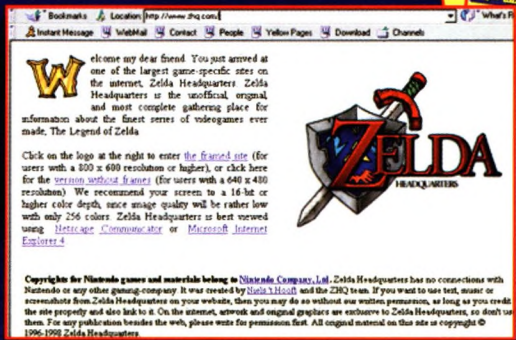 Bookmarks Location: http://www.zhq.com/ What's R
Instant Message WebMail Contact People Yellow Pages Download Channels
Welcome my dear friend. You just arrived at
one of the largest game-specific sites on
the internet, Zelda Headquarters. Zelda
Headquarters is the unofficial, original,
and most complete gathering place for
information about the finest series of videogames ever
made, The Legend of Zelda
Click on the logo at the right to enter the framed site (for
users with a 800 x 600 resolution or higher), or click here
for the version without frames (for users with a 640 x 480
resolution) We recommend your screen to a 16-bit or
higher color depth, since image quality will be rather low
with only 256 colors. Zelda Headquarters is best viewed
using Netscape Communicator or Microsoft Internet
Explorer 4
ZELDA
HEADQUARTERS
Copyrights for Nintendo games and materials belong to Nintendo Company, Ltd. Zelda Headquarters has no connections with
Nintendo or any other gaming-company. It was created by Niels 't Hooft and the ZHQ team. If you want to use text, music or
screenshots from Zelda Headquarters on your website, then you may do so without our written permission, as long as you credit
the site properly and also link to it. On the internet, artwork and original graphics are exclusive to Zelda Headquarters, so don't us
them. For any publication besides the web, please write for permission first. All original material on this site is copyright ©
1996-1998 Zelda Headquarters